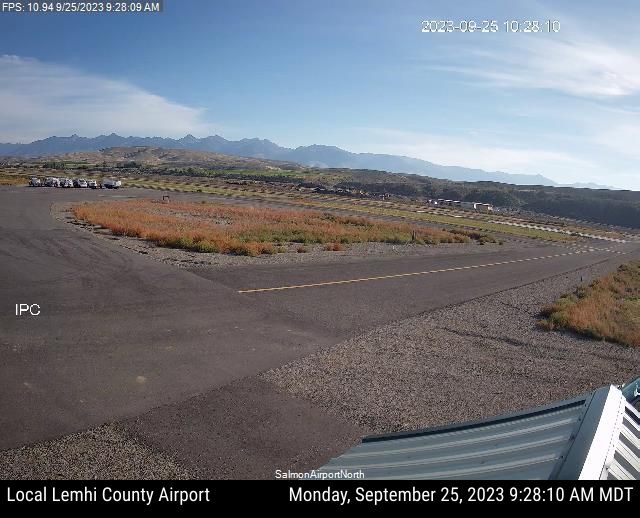 FPS: 10.94 9/25/2023 9:28:09 AM
2023-09-25 10:28:10
IPC
SalmonAirportNorth
Local Lemhi County Airport
Monday, September 25, 2023 9:28:10 AM MDT